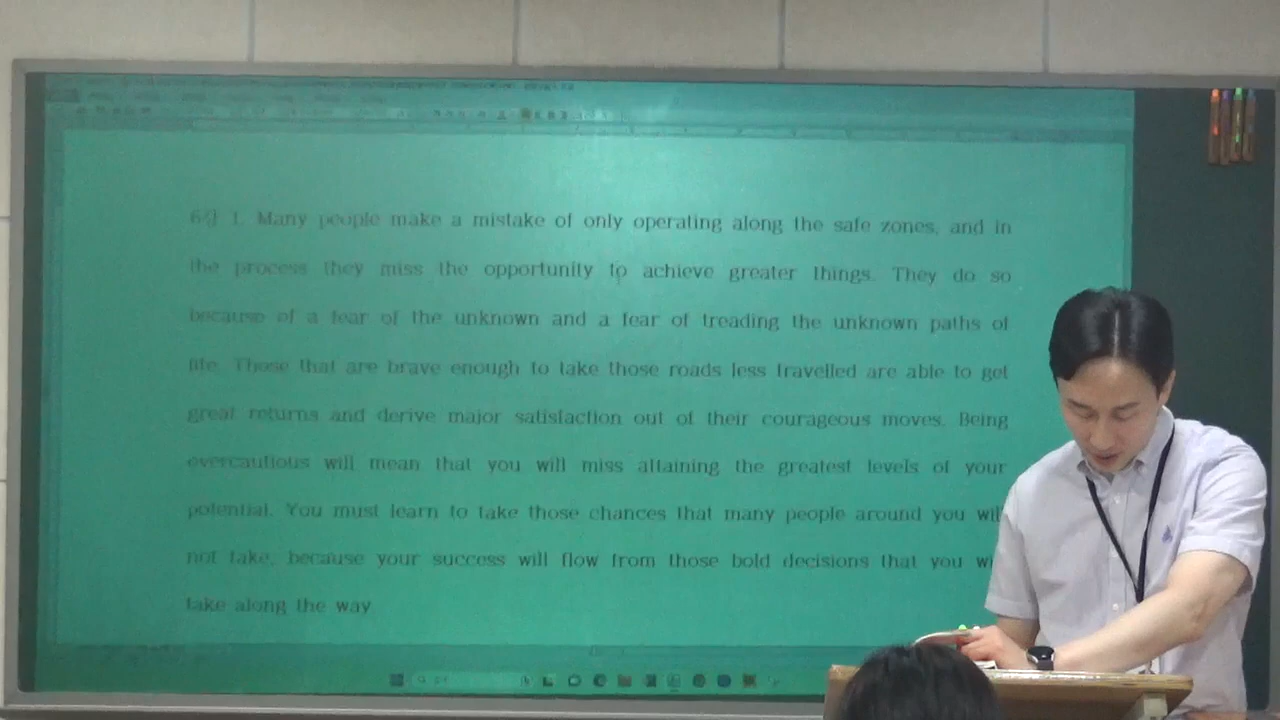 6강 1. Many people make a mistake of only operating along the safe zones, and in
the process they miss the opportunity to achieve greater things. They do so
because of a fear of the unknown and a fear of treading the unknown paths of
life. Those that are brave enough to take those roads less travelled are able to get
great returns and derive major satisfaction out of their courageous moves. Being
overcautious will mean that you will miss attaining the greatest levels of your
potential. You must learn to take those chances that many people around you will
not take, because your success will flow from those bold decisions that you
take along the way.